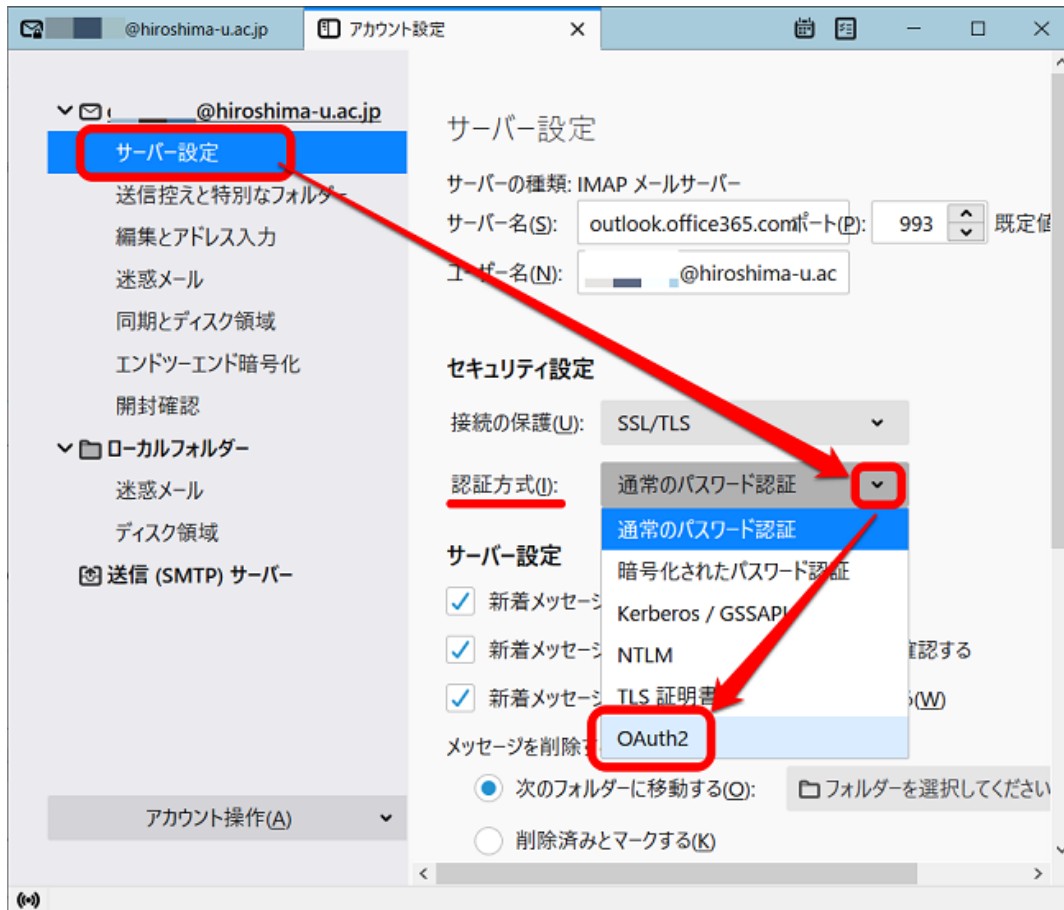 @hiroshima-u.ac.jp
アカウント設定
@hiroshima-u.ac.jp
サーバー設定
送信控えと特別なフォルダー
編集とアドレス入力
迷惑メール
同期とディスク領域
エンドツーエンド暗号化
開封確認
ローカルフォルダー
迷惑メール
ディスク領域
送信 (SMTP) サーバー
アカウント操作(A)
サーバー設定
サーバーの種類: IMAP メールサーバー
サーバー名(S): outlook.office365.com ポート(P): 993 既定値
ユーザー名(N): @hiroshima-u.ac
セキュリティ設定
接続の保護(U): SSL/TLS
認証方式(I): 通常のパスワード認証
通常のパスワード認証
暗号化されたパスワード認証
Kerberos / GSSAPI
NTLM
TLS 証明書
OAuth2
サーバー設定
新着メッセージ
新着メッセージ 確認する
新着メッセージ (W)
メッセージを削除す
次のフォルダーに移動する(O): フォルダーを選択してください
削除済みとマークする(K)